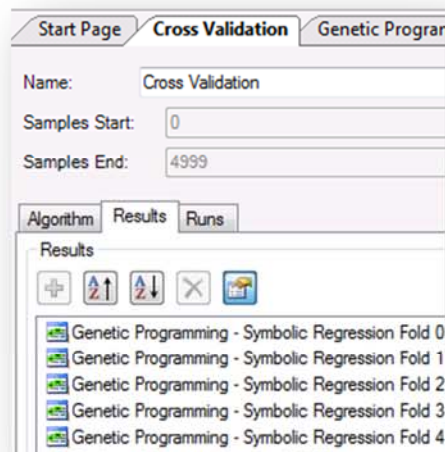 Start Page Cross Validation Genetic Program
Name: Cross Validation
Samples Start: 0
Samples End: 4999
Algorithm Results Runs
Results
Genetic Programming - Symbolic Regression Fold 0
Genetic Programming - Symbolic Regression Fold 1
Genetic Programming - Symbolic Regression Fold 2
Genetic Programming - Symbolic Regression Fold 3
Genetic Programming - Symbolic Regression Fold 4